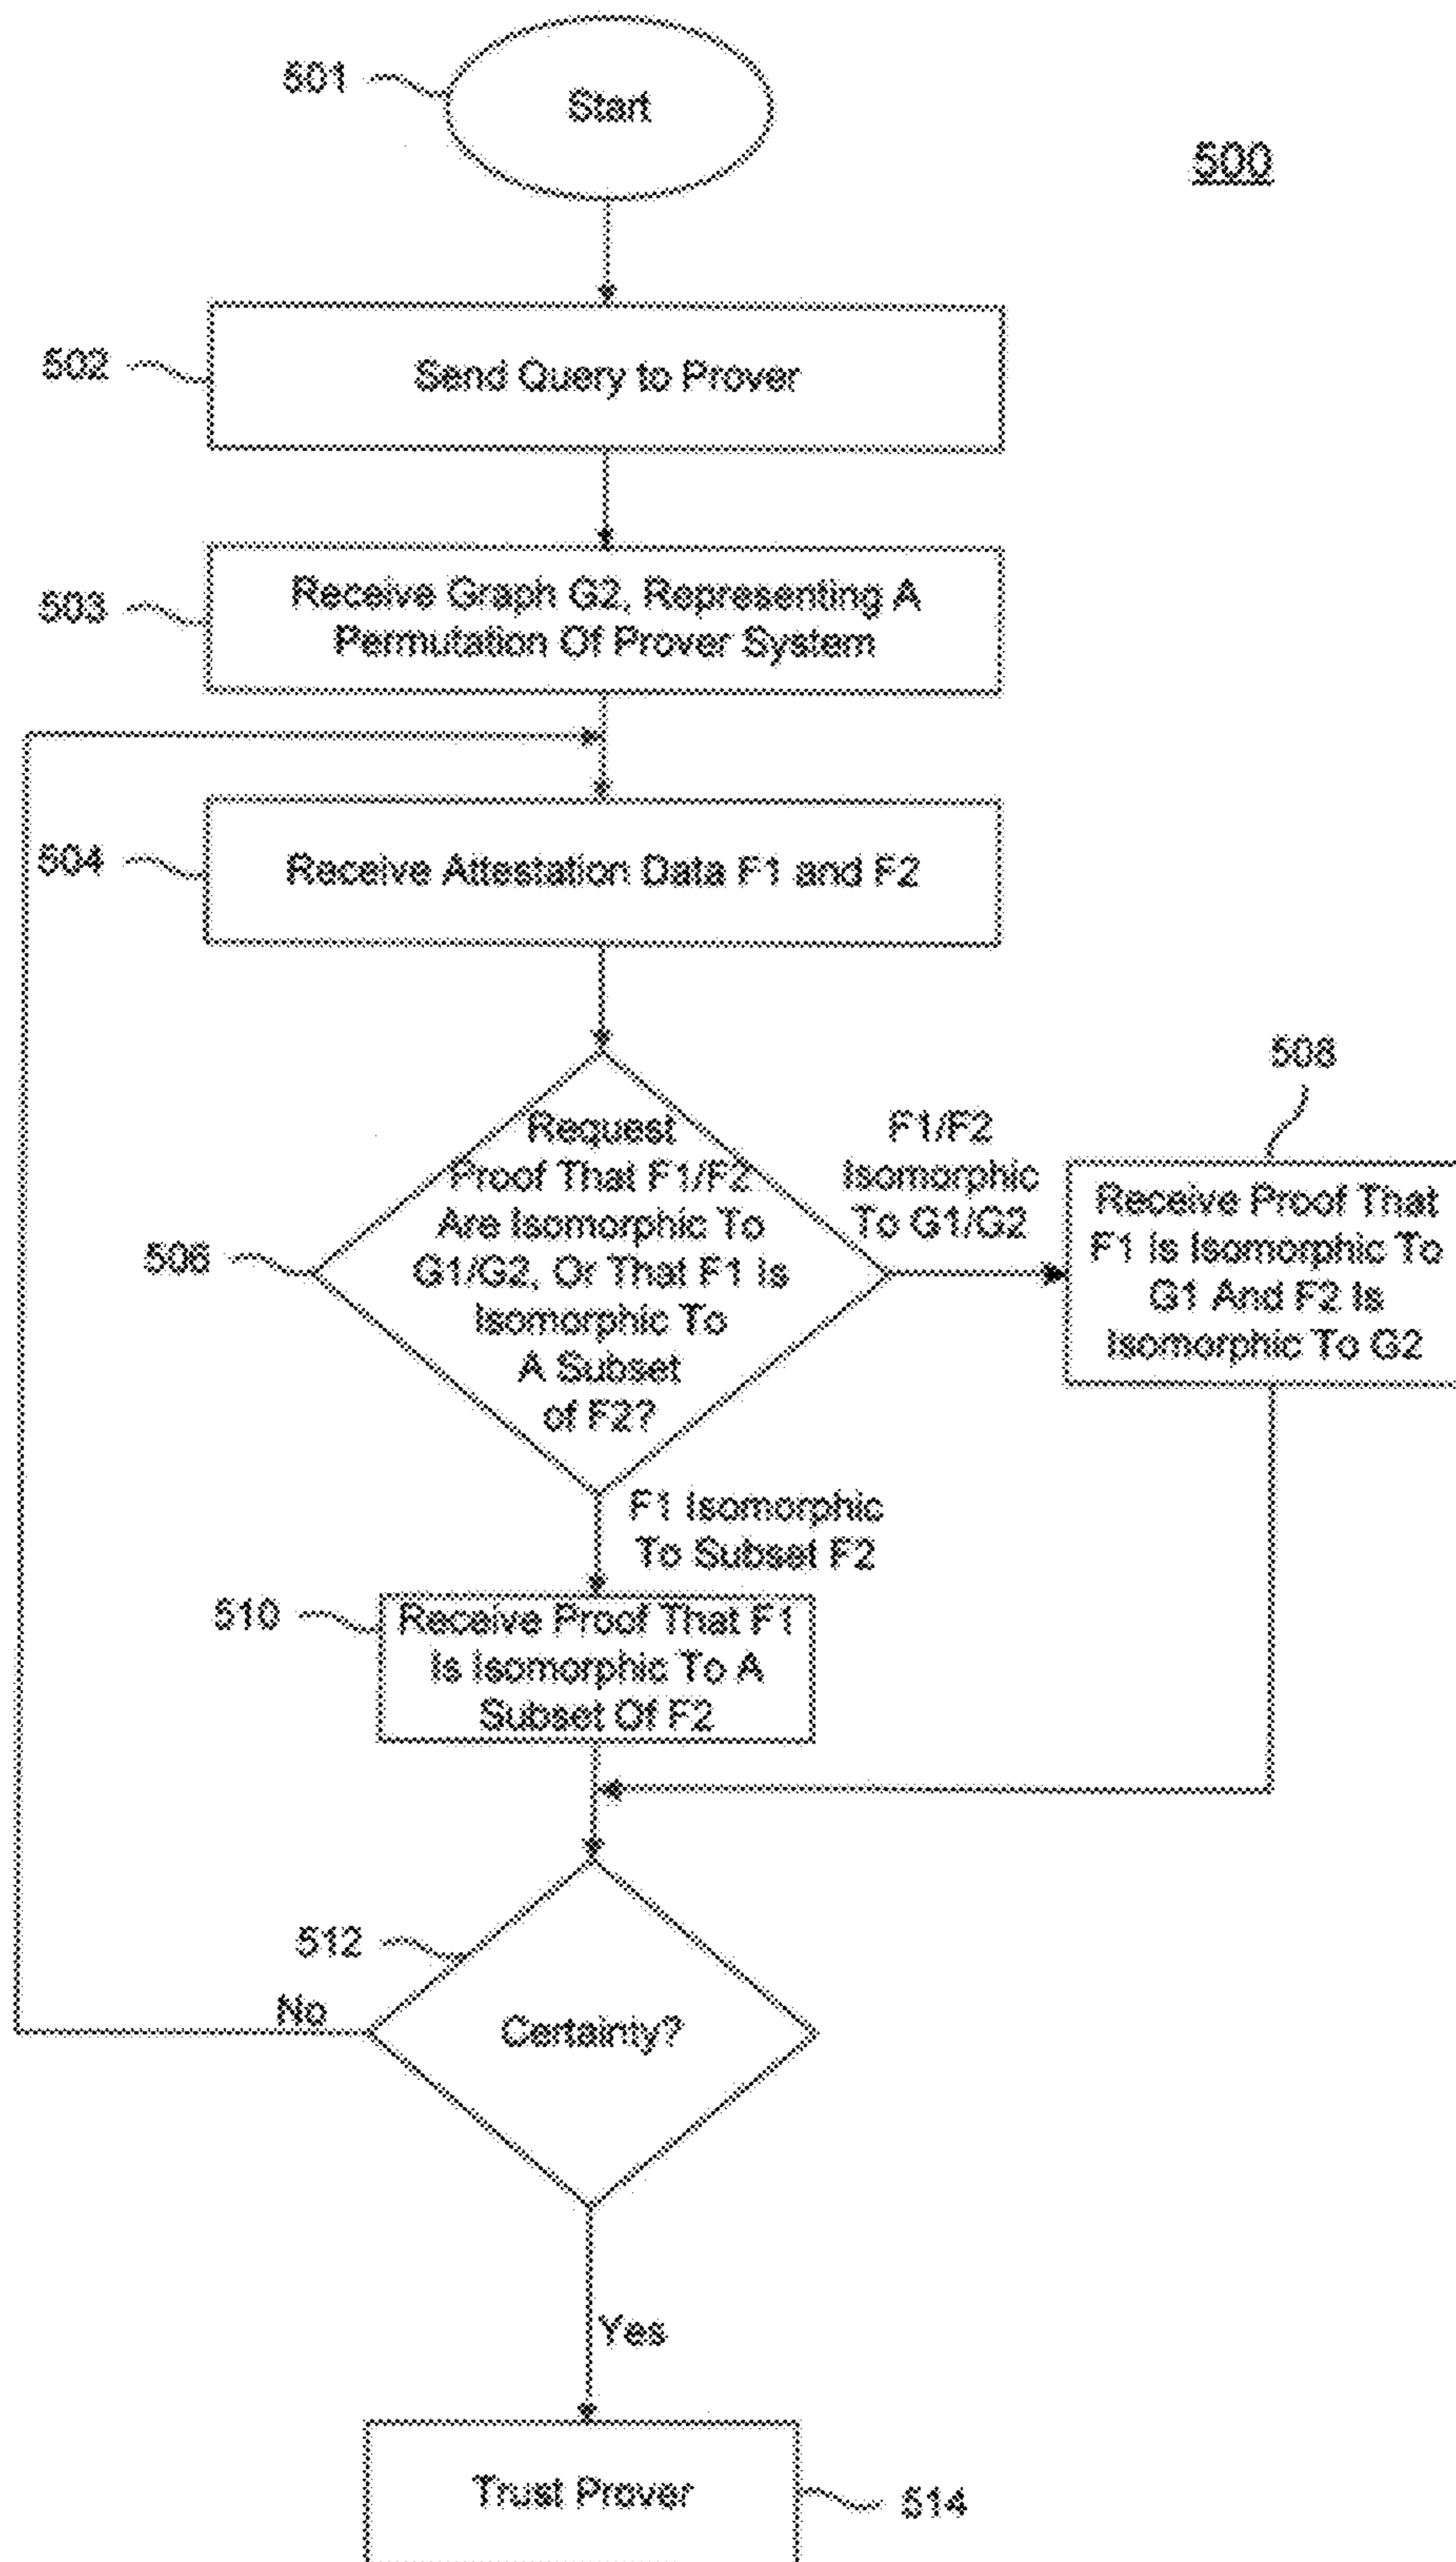 501
Start
500
502
Send Query to Prover
503
Receive Graph G2, Representing A
Permutation Of Prover System
504
Receive Attestation Data F1 and F2
506
Request
Proof That F1/F2
Are Isomorphic To
G1/G2, Or That F1 is
Isomorphic To
A Subset
of F2?
F1/F2
Isomorphic
To G1/G2
508
Receive Proof That
F1 is Isomorphic To
G1 And F2 Is
Isomorphic To G2
F1 Isomorphic
To Subset F2
510
Receive Proof That F1
Is Isomorphic To A
Subset Of F2
512
Certainty?
No
Yes
Trust Prover
514